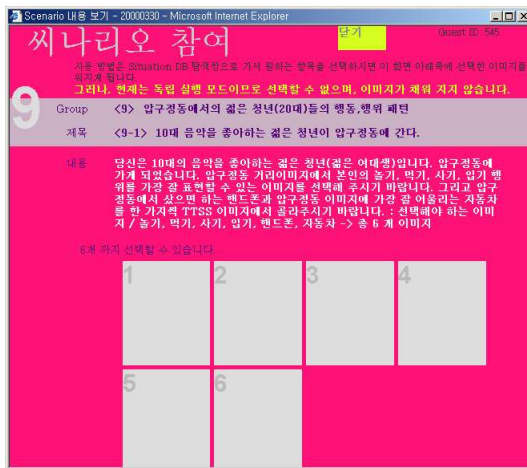 Scenario 내용 보기 - 20000330 - Microsoft Internet Explorer
씨나리오 참여
닫기
Guest ID 545
사용 방법은 Situation DB 탐색창으로 가서 원하는 항목을 선택하시면 이 화면 아래쪽에 선택한 이미지를
워지게 됩니다.
그러나, 현재는 독립 실행 모드이므로 선택할 수 없으며, 이미지가 채워 지지 않습니다.
9
Group <9> 압구정동에서의 젊은 청년(20대)들의 행동,행위 패턴
제목 <9-1> 10대 음악을 좋아하는 젊은 청년이 압구정동에 간다.
내용 당신은 10대의 음악을 좋아하는 젊은 청년(젊은 여대생)입니다. 압구정동에
가게 되었습니다. 압구정동 거리이미지에서 본인의 놀기, 먹기, 사기, 입기 행
위를 가장 잘 표현할 수 있는 이미지를 선택해 주시기 바랍니다. 그리고 압구
정동에서 샀으면 하는 핸드폰과 압구정동 이미지에 가장 잘 어울리는 자동차
를 한 가지씩 TTSS 이미지에서 골라주시기 바랍니다. : 선택해야 하는 이미
지 / 놀기, 먹기, 사기, 입기, 핸드폰, 자동차 -> 총 6 개 이미지
6개 까지 선택할 수 있습니다.
1 2 3 4
5 6